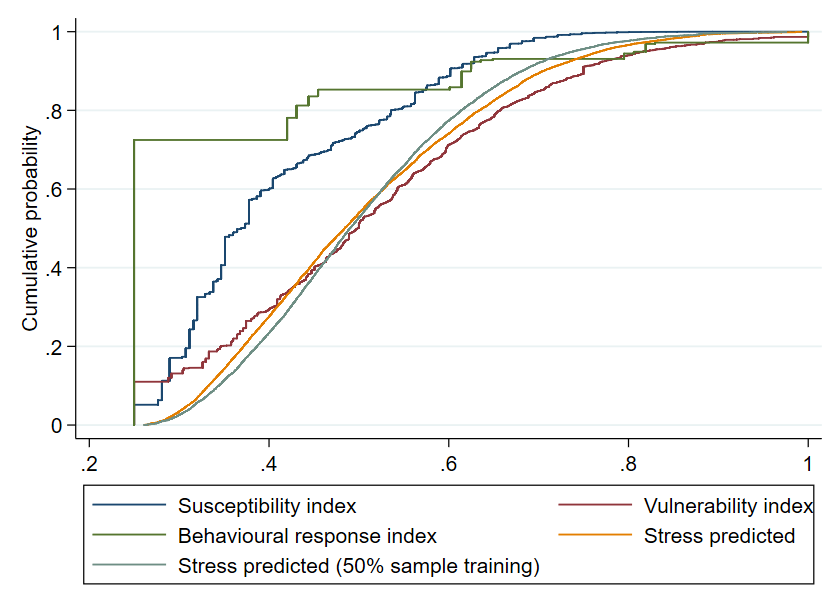 Cumulative probability
1
.8
.6
.4
.2
0
.2 .4 .6 .8 1
Susceptibility index Vulnerability index
Behavioural response index Stress predicted
Stress predicted (50% sample training)